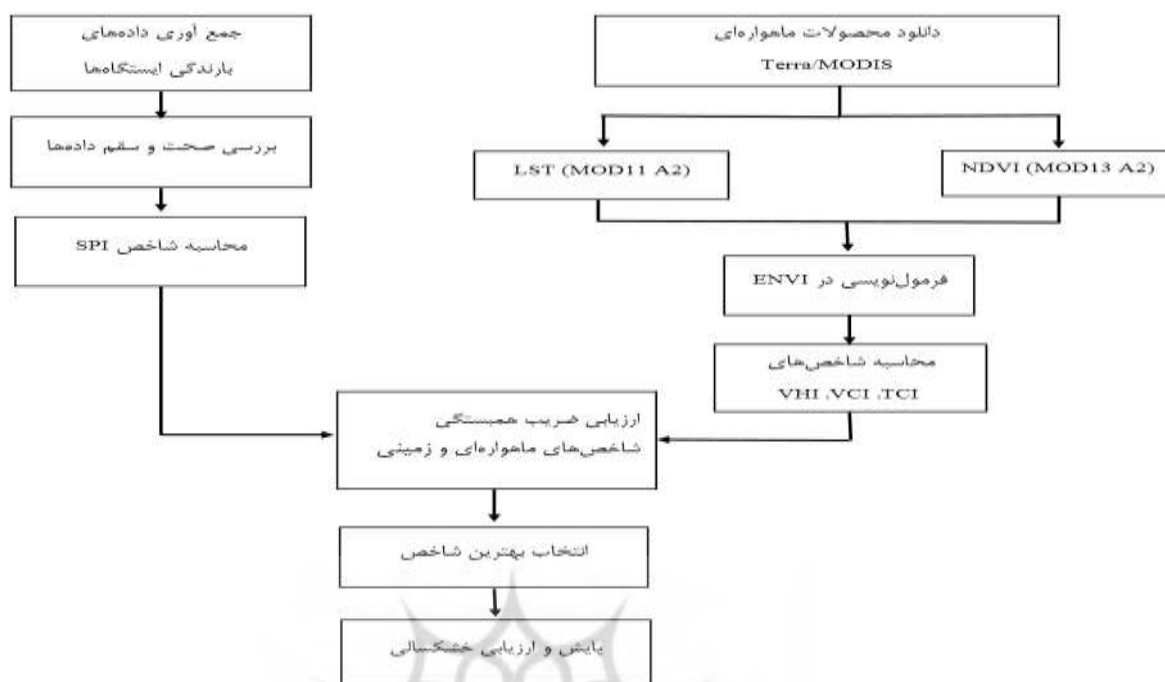 جمع آوری داده‌های
بارندگی ایستگاه‌ها
بررسی صحت و سقم داده‌ها
محاسبه شاخص SPI
دانلود محصولات ماهواره‌ای
Terra/MODIS
LST (MOD11 A2)
NDVI (MOD13 A2)
فرمول‌نویسی در ENVI
محاسبه شاخص‌های
VHI ،VCI ،TCI
ارزیابی ضریب همبستگی
شاخص‌های ماهواره‌ای و زمینی
انتخاب بهترین شاخص
پایش و ارزیابی خشکسالی